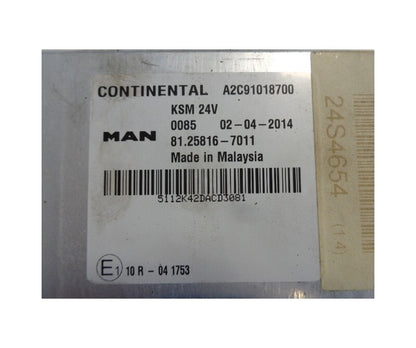 CONTINENTAL A2C91018700
KSM 24V
0085 02-04-2014
MAN 81.25816-7011
Made in Malaysia
5112K42DACD3081
E1 10 R - 04 1753
24S4654 (14)